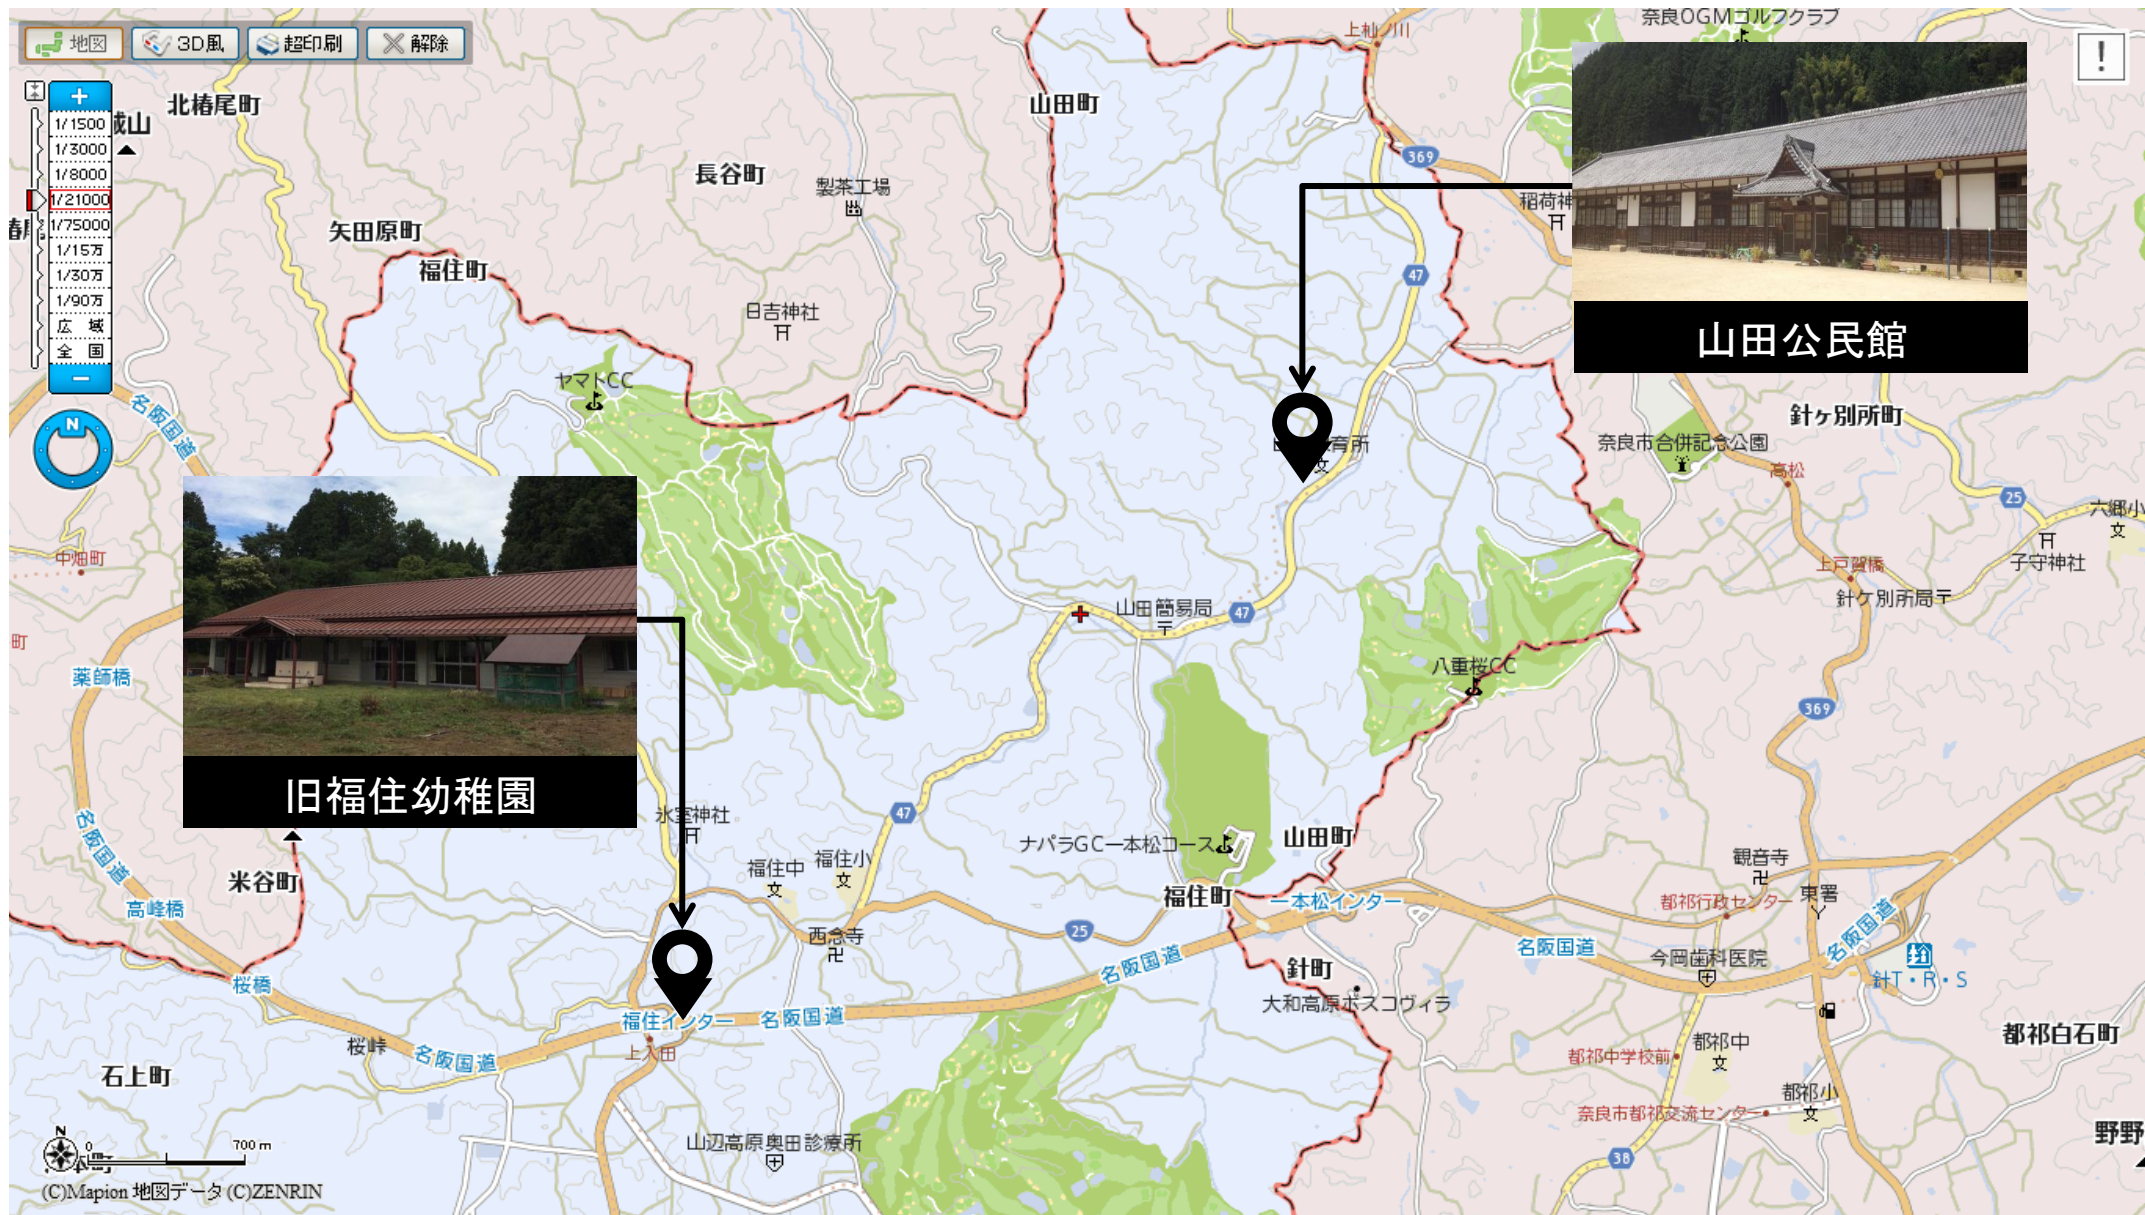 地図
3D風
超印刷
解除
奈良OGMゴルフクラブ
!
上杣ノ川
+
1/1500
1/3000
1/8000
1/21000
1/75000
1/15万
1/30万
1/90万
広域
全国
−
北椿尾町
城山
山田町
長谷町
製茶工場
369
稲荷神
矢田原町
福住町
47
日吉神社
山田公民館
ヤマトCC
名阪国道
N
育所
針ヶ別所町
奈良市合併記念公園
高松
25
六郷小
子守神社
上戸賀橋
針ケ別所局
中畑町
町
山田簡易局
47
八重桜CC
薬師橋
369
旧福住幼稚園
氷室神社
47
福住中
福住小
ナパラGC一本松コース
山田町
名阪国道
米谷町
高峰橋
福住町
一本松インター
観音寺
都祁行政センター
東署
名阪国道
25
西念寺
名阪国道
名阪国道
今岡歯科医院
針T・R・S
針町
大和高原ボスコヴィラ
桜橋
福住インター
名阪国道
上入田
桜峠
名阪国道
石上町
都祁白石町
都祁中
都祁中学校前
都祁小
奈良市都祁交流センター
山辺高原奥田診療所
38
野野
N
0
700 m
本町
(C)Mapion 地図データ (C)ZENRIN